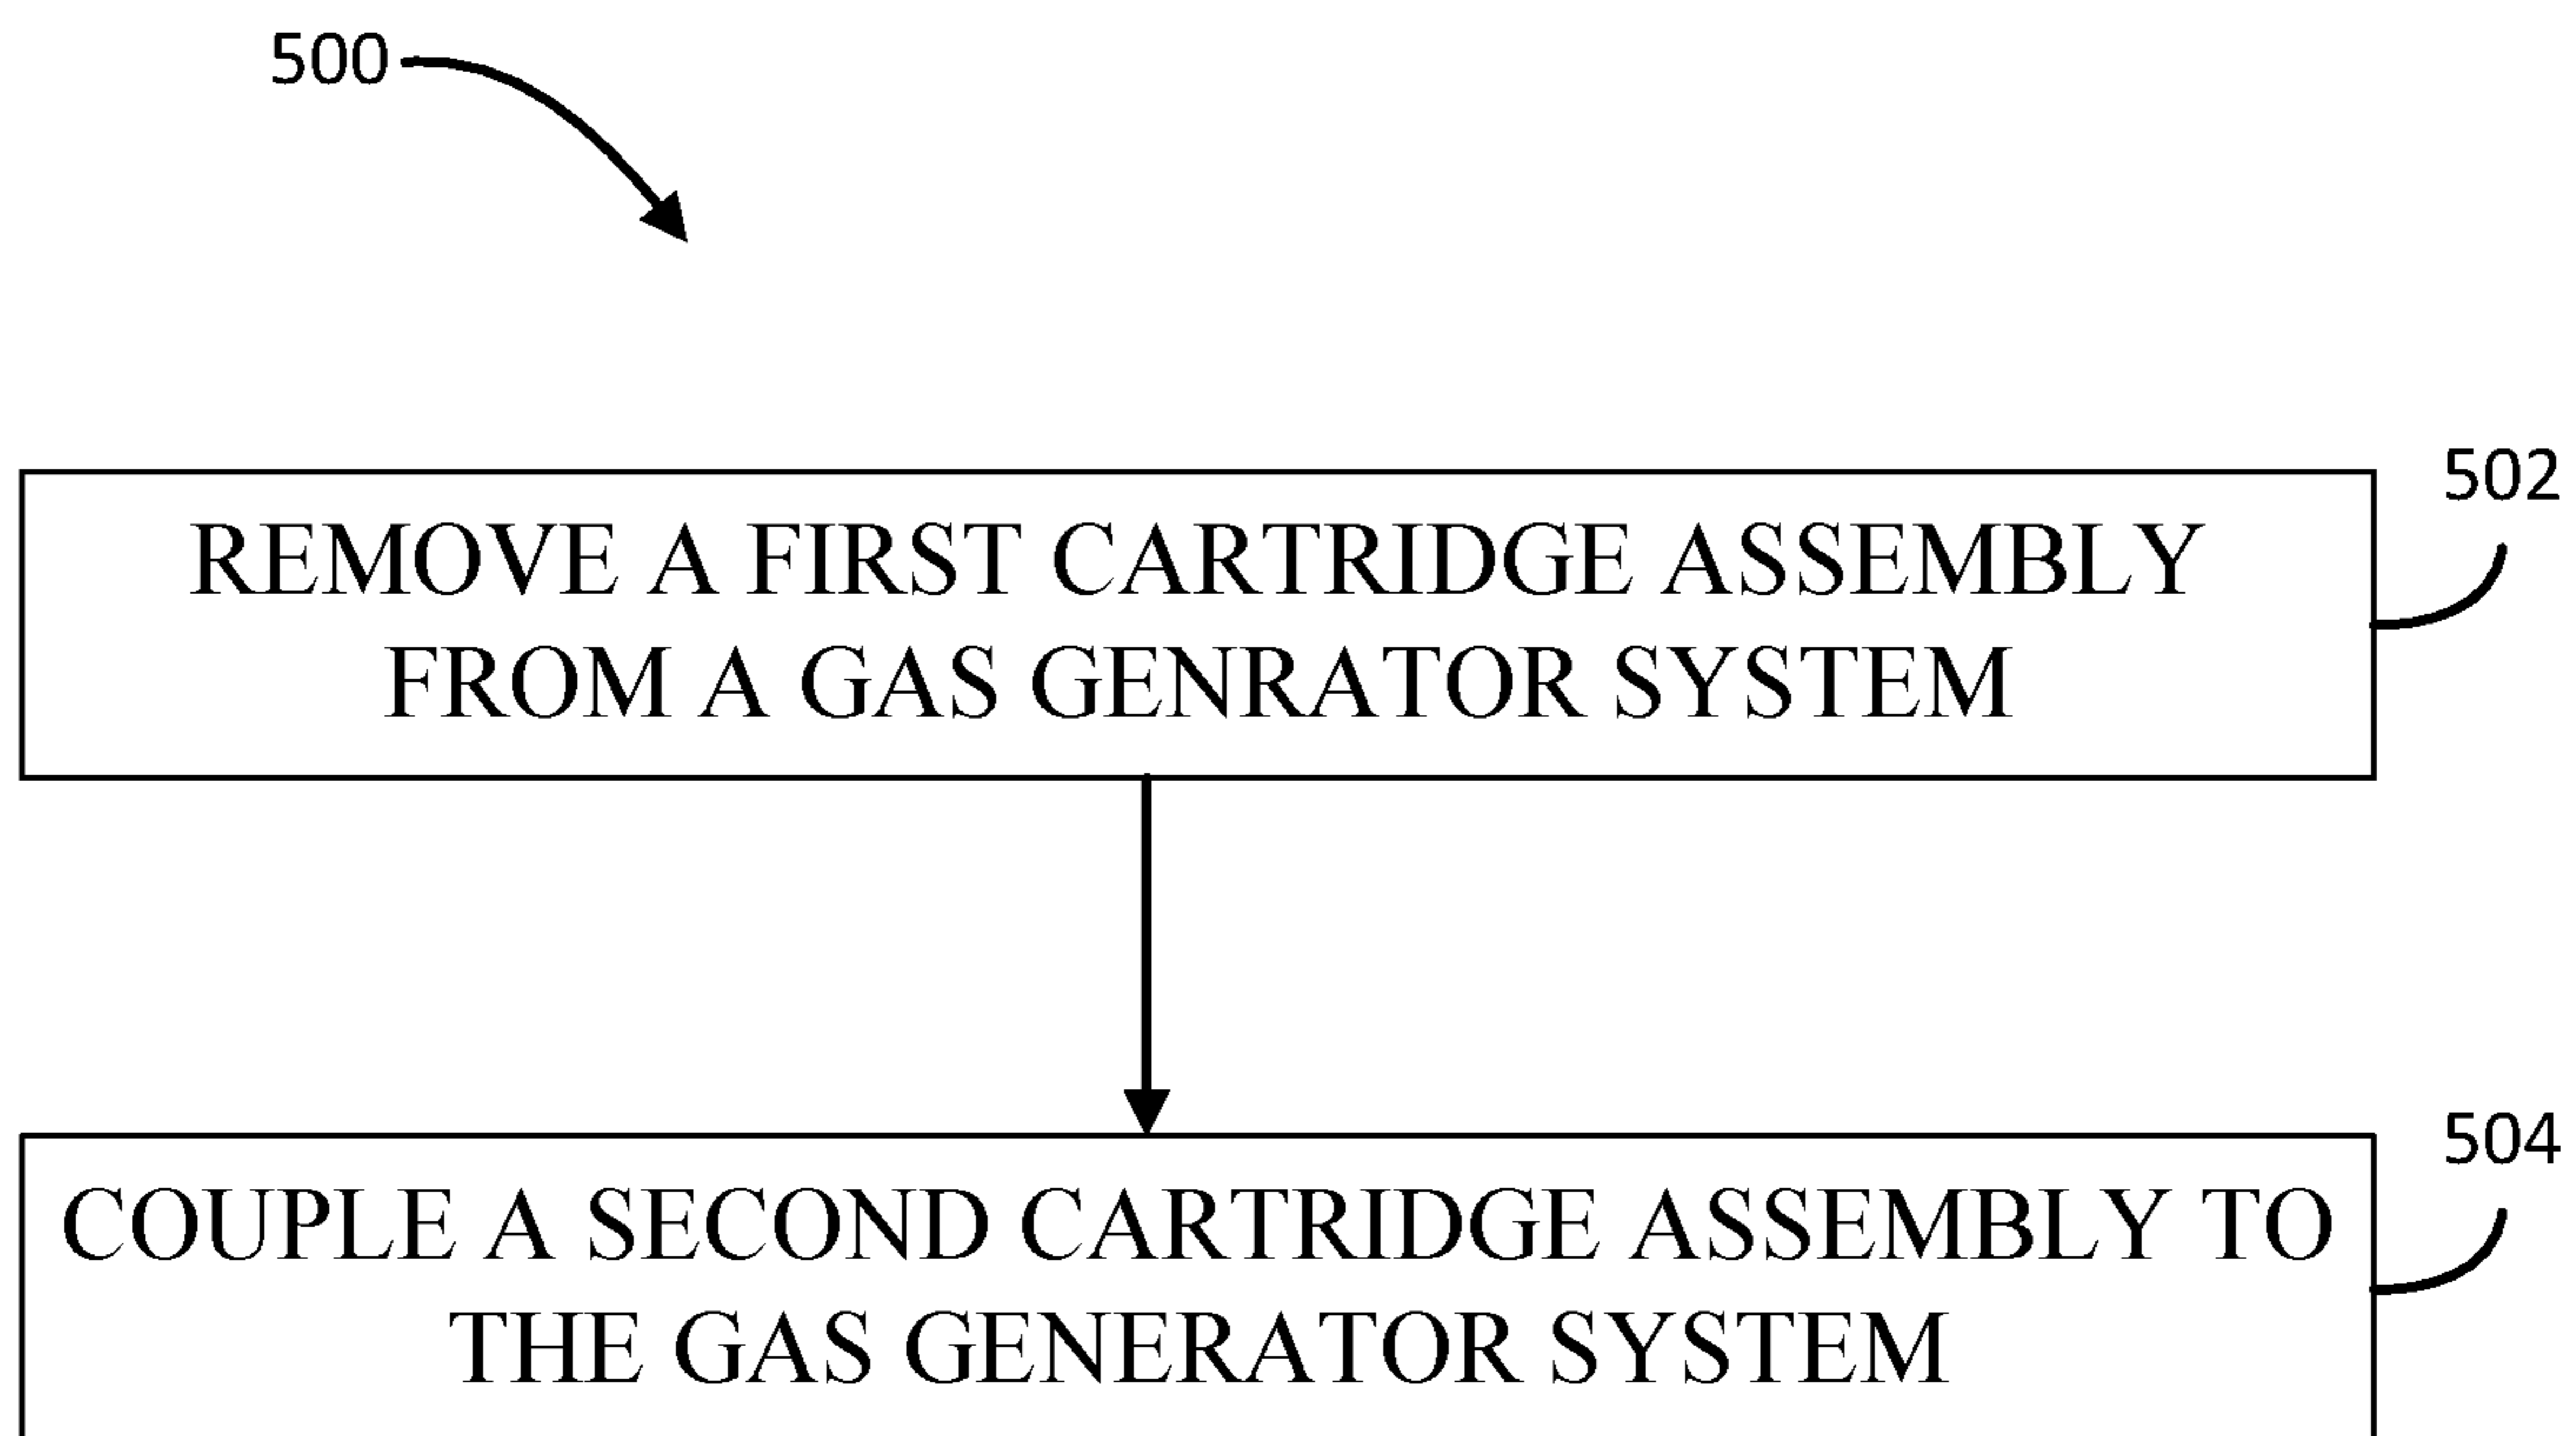 500
502
REMOVE A FIRST CARTRIDGE ASSEMBLY
FROM A GAS GENRATOR SYSTEM
504
COUPLE A SECOND CARTRIDGE ASSEMBLY TO
THE GAS GENERATOR SYSTEM